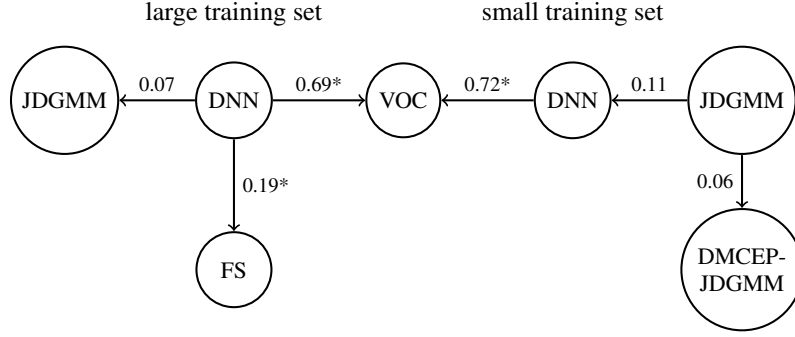 large training set
small training set
JDGMM
0.07
DNN
0.69*
VOC
0.72*
DNN
0.11
JDGMM
0.19*
0.06
FS
DMCEP-
JDGMM